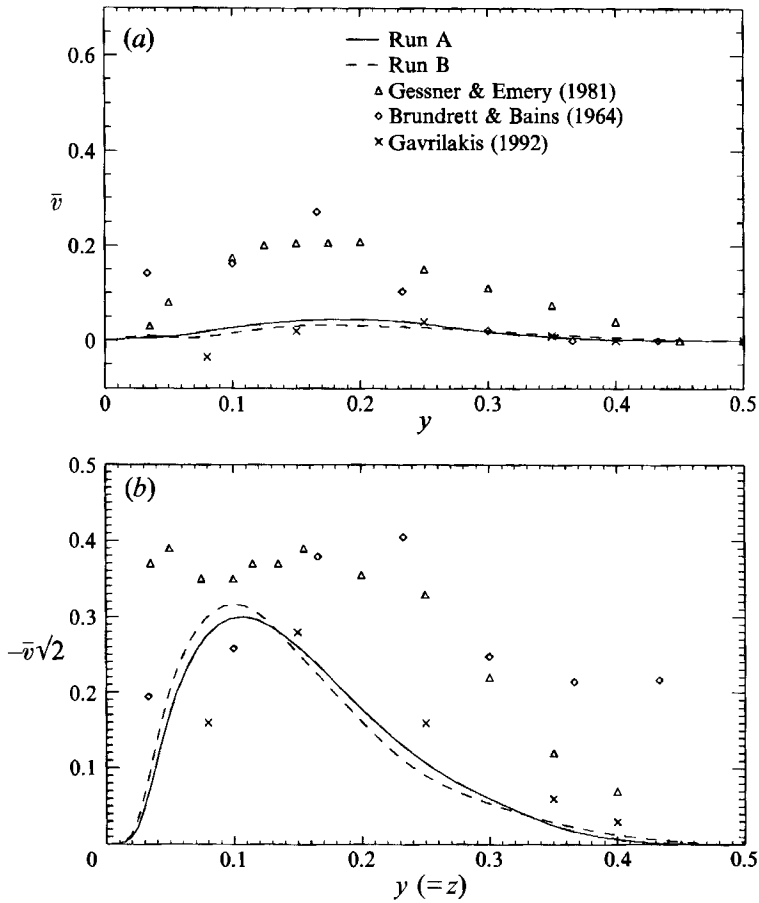 (a)
Run A
Run B
Gessner & Emery (1981)
Brundrett & Bains (1964)
Gavrilakis (1992)
0.6
0.4
v̄
0.2
0
0 0.1 0.2 0.3 0.4 0.5
y
(b)
0.5
0.4
0.3
−v̄√2
0.2
0.1
0
0.1 0.2 0.3 0.4 0.5
y (=z)